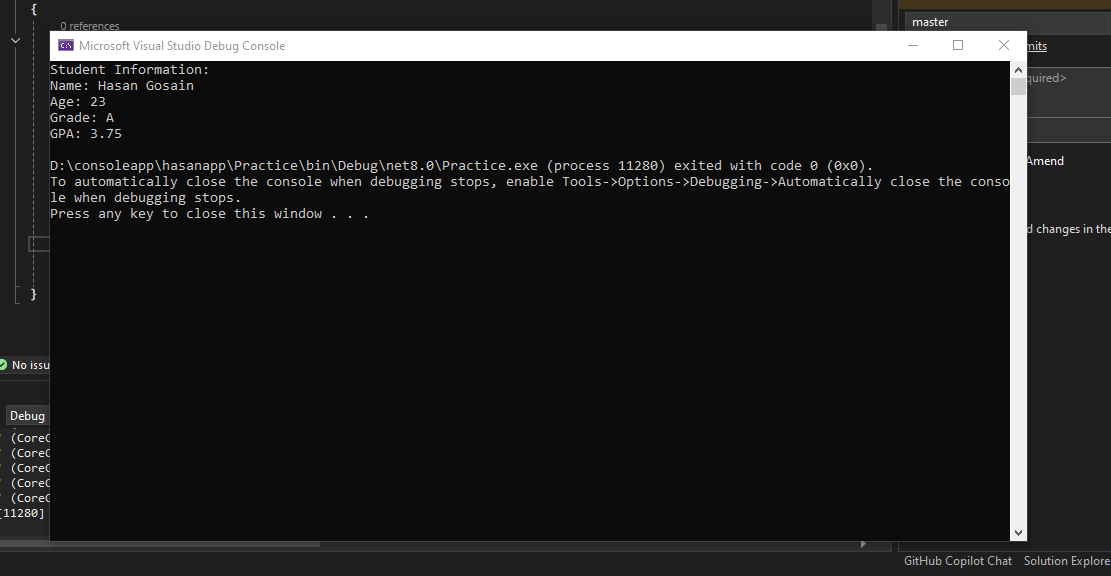 {
0 references
master
Microsoft Visual Studio Debug Console
mits
Student Information:
Name: Hasan Gosain
Age: 23
Grade: A
GPA: 3.75
quired>
D:\consoleapp\hasanapp\Practice\bin\Debug\net8.0\Practice.exe (process 11280) exited with code 0 (0x0).
To automatically close the console when debugging stops, enable Tools->Options->Debugging->Automatically close the conso
le when debugging stops.
Press any key to close this window . . .
Amend
d changes in the
}
No issu
Debug
(CoreC
(CoreC
(CoreC
(CoreC
(CoreC
[11280]
GitHub Copilot Chat Solution Explore